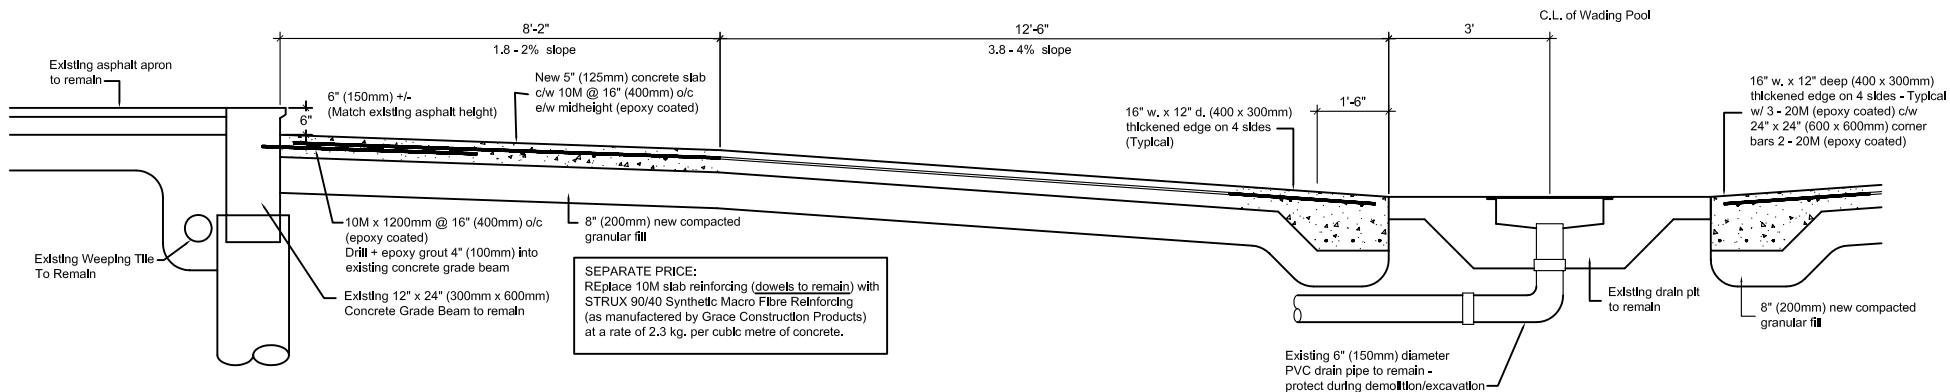 C.L. of Wading Pool
8'-2"
12'-6"
3'
1.8 - 2% slope
3.8 - 4% slope
Existing asphalt apron
to remain
6" (150mm) +/-
(Match existing asphalt height)
6"
New 5" (125mm) concrete slab
c/w 10M @ 16" (400mm) o/c
e/w midheight (epoxy coated)
16" w. x 12" d. (400 x 300mm)
thickened edge on 4 sides
(Typical)
1'-6"
16" w. x 12" deep (400 x 300mm)
thickened edge on 4 sides - Typical
w/ 3 - 20M (epoxy coated) c/w
24" x 24" (600 x 600mm) corner
bars 2 - 20M (epoxy coated)
10M x 1200mm @ 16" (400mm) o/c
(epoxy coated)
Drill + epoxy grout 4" (100mm) into
existing concrete grade beam
8" (200mm) new compacted
granular fill
Existing Weeping Tile
To Remain
Existing 12" x 24" (300mm x 600mm)
Concrete Grade Beam to remain
SEPARATE PRICE:
REplace 10M slab reinforcing (dowels to remain) with
STRUX 90/40 Synthetic Macro Fibre Reinforcing
(as manufactered by Grace Construction Products)
at a rate of 2.3 kg. per cubic metre of concrete.
Existing drain pit
to remain
8" (200mm) new compacted
granular fill
Existing 6" (150mm) diameter
PVC drain pipe to remain -
protect during demolition/excavation